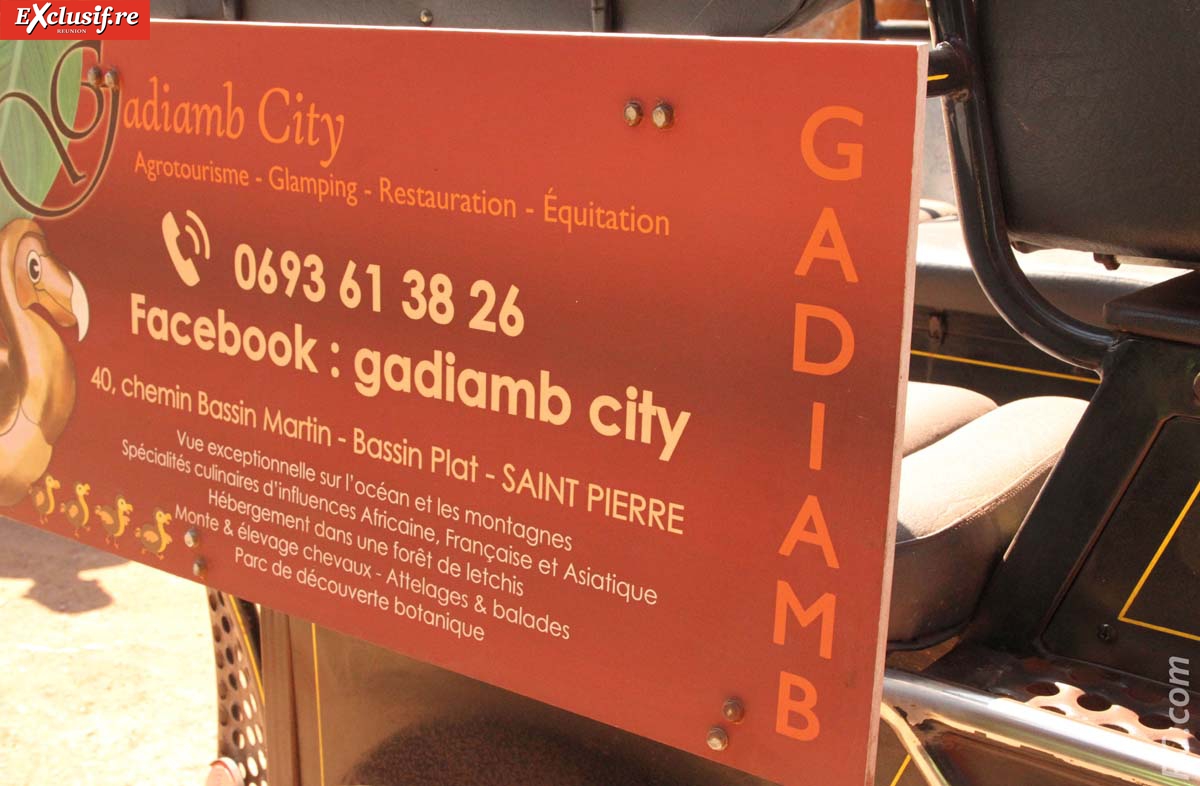 EXclusif.re
REUNION
Gadiamb City
Agrotourisme - Glamping - Restauration - Équitation
0693 61 38 26
Facebook : gadiamb city
40, chemin Bassin Martin - Bassin Plat - SAINT PIERRE
Vue exceptionnelle sur l'océan et les montagnes
Spécialités culinaires d'influences Africaine, Française et Asiatique
Hébergement dans une forêt de letchis
Monte & élevage chevaux - Attelages & balades
Parc de découverte botanique
GADIAMB